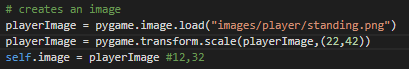 # creates an image
playerImage = pygame.image.load("images/player/standing.png")
playerImage = pygame.transform.scale(playerImage,(22,42))
self.image = playerImage #12,32